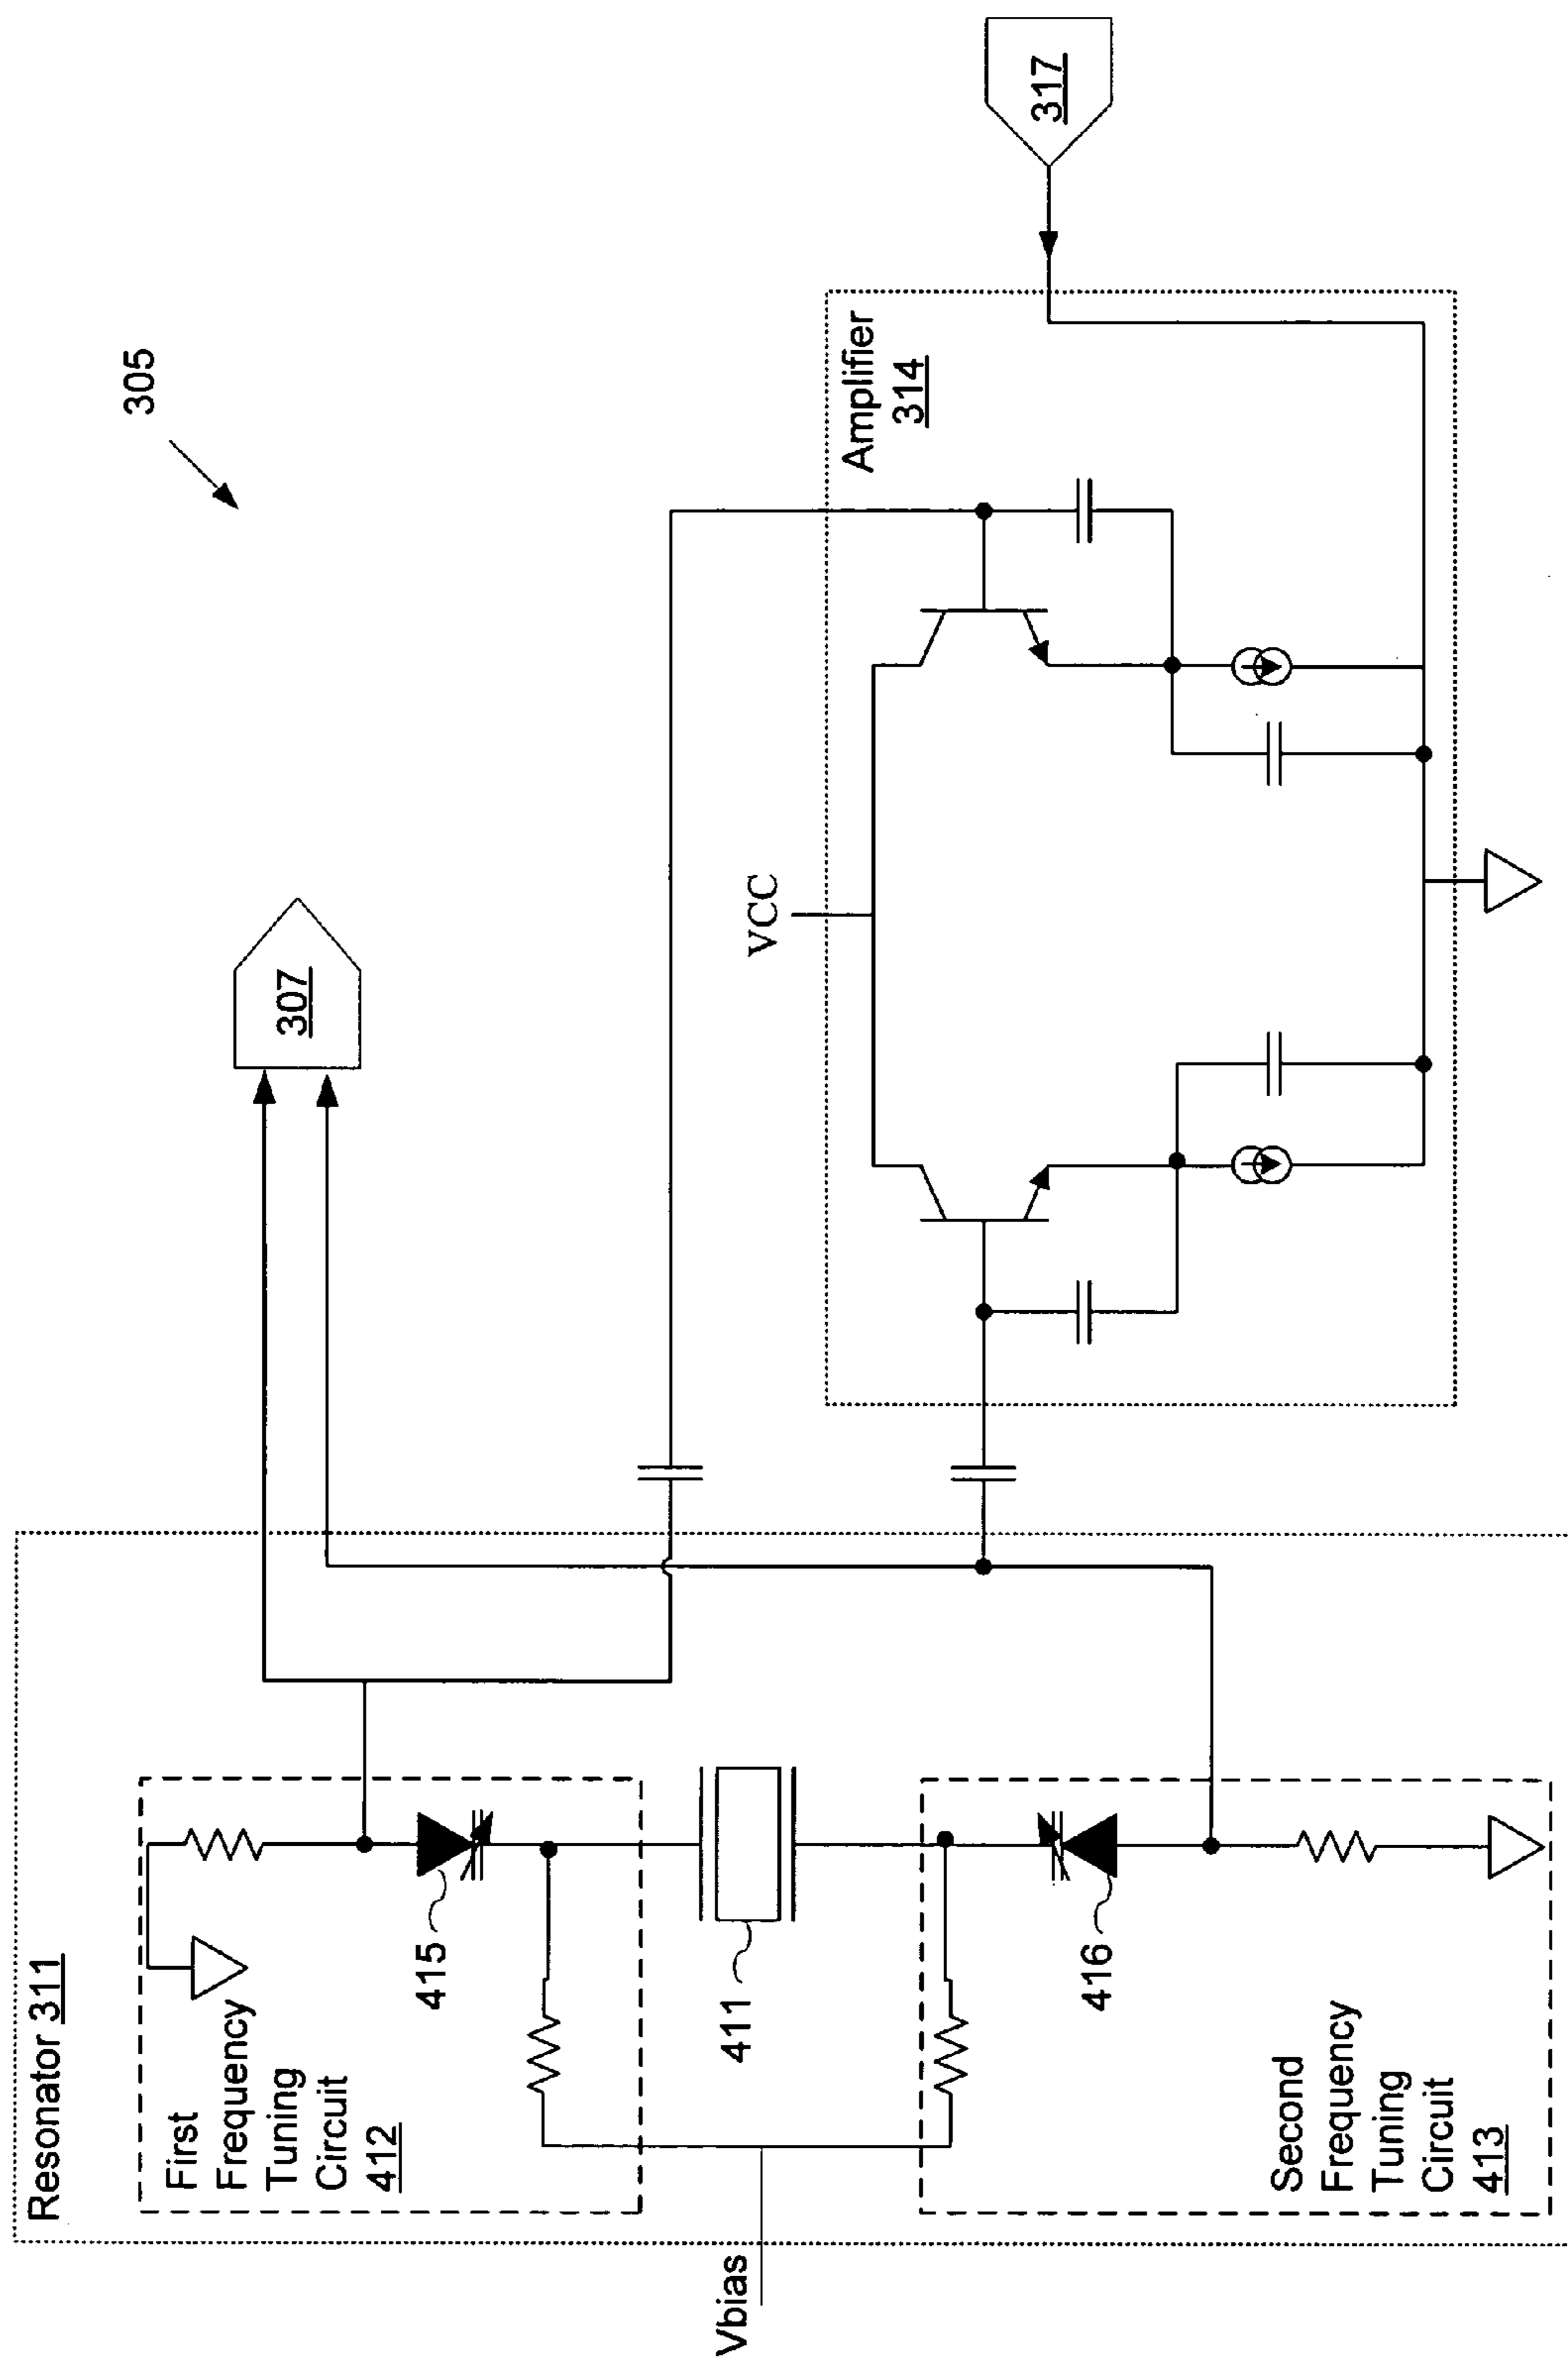 305
307
317
Resonator 311
First
Frequency
Tuning
Circuit
412
415
411
Vbias
416
Second
Frequency
Tuning
Circuit
413
VCC
Amplifier
314